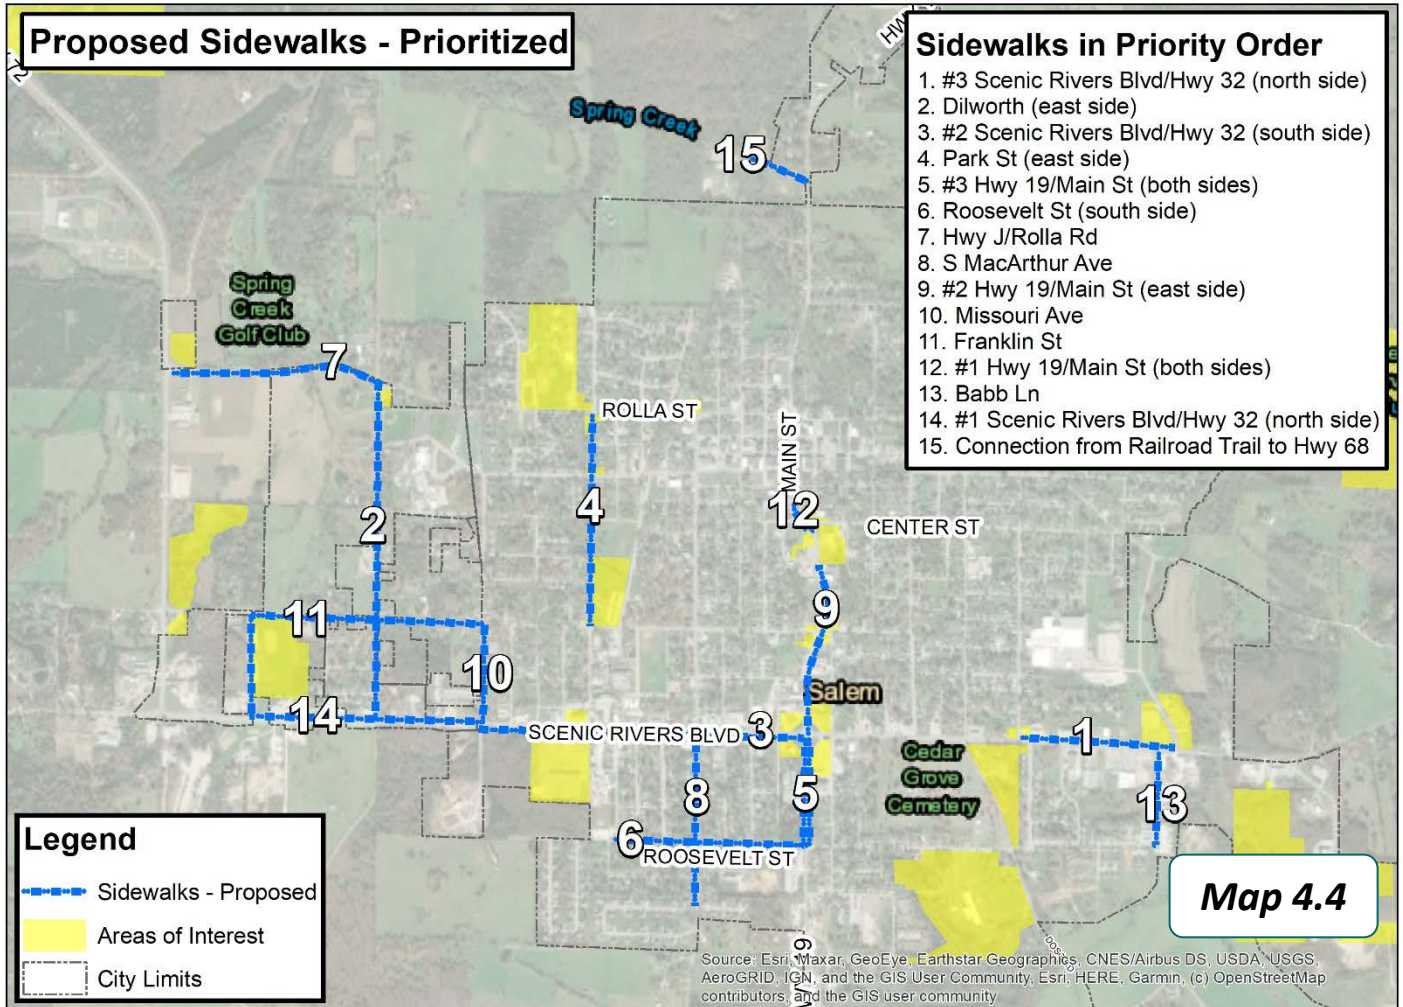 Proposed Sidewalks - Prioritized
72
Spring Creek
15
Sidewalks in Priority Order
1. #3 Scenic Rivers Blvd/Hwy 32 (north side)
2. Dilworth (east side)
3. #2 Scenic Rivers Blvd/Hwy 32 (south side)
4. Park St (east side)
5. #3 Hwy 19/Main St (both sides)
6. Roosevelt St (south side)
7. Hwy J/Rolla Rd
8. S MacArthur Ave
9. #2 Hwy 19/Main St (east side)
10. Missouri Ave
11. Franklin St
12. #1 Hwy 19/Main St (both sides)
13. Babb Ln
14. #1 Scenic Rivers Blvd/Hwy 32 (north side)
15. Connection from Railroad Trail to Hwy 68
Spring
Creek
Golf Club
7
ROLLA ST
MAIN ST
4
12
CENTER ST
2
11
9
10
Salem
14
SCENIC RIVERS BLVD
3
1
Cedar
Grove
Cemetery
8
5
13
6
ROOSEVELT ST
Legend
Sidewalks - Proposed
Areas of Interest
City Limits
Map 4.4
Source: Esri, Maxar, GeoEye, Earthstar Geographics, CNES/Airbus DS, USDA, USGS,
AeroGRID, IGN, and the GIS User Community, Esri, HERE, Garmin, (c) OpenStreetMap
contributors, and the GIS user community